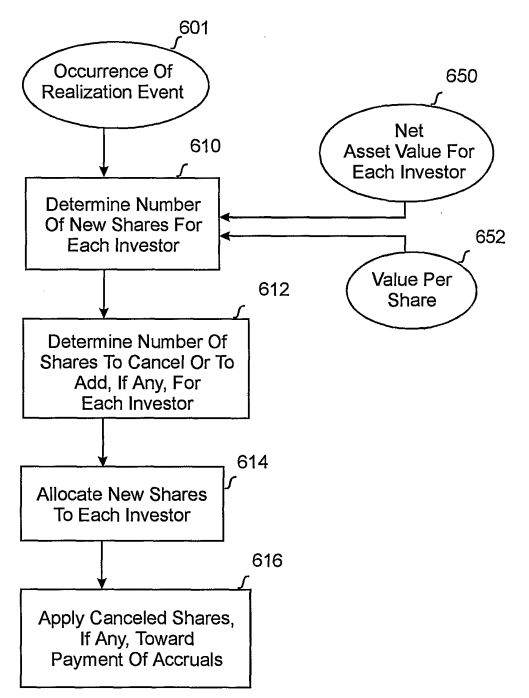 601
Occurrence Of
Realization Event
610
Determine Number
Of New Shares For
Each Investor
650
Net
Asset Value For
Each Investor
652
Value Per
Share
612
Determine Number Of
Shares To Cancel Or To
Add, If Any, For
Each Investor
614
Allocate New Shares
To Each Investor
616
Apply Canceled Shares,
If Any, Toward
Payment Of Accruals